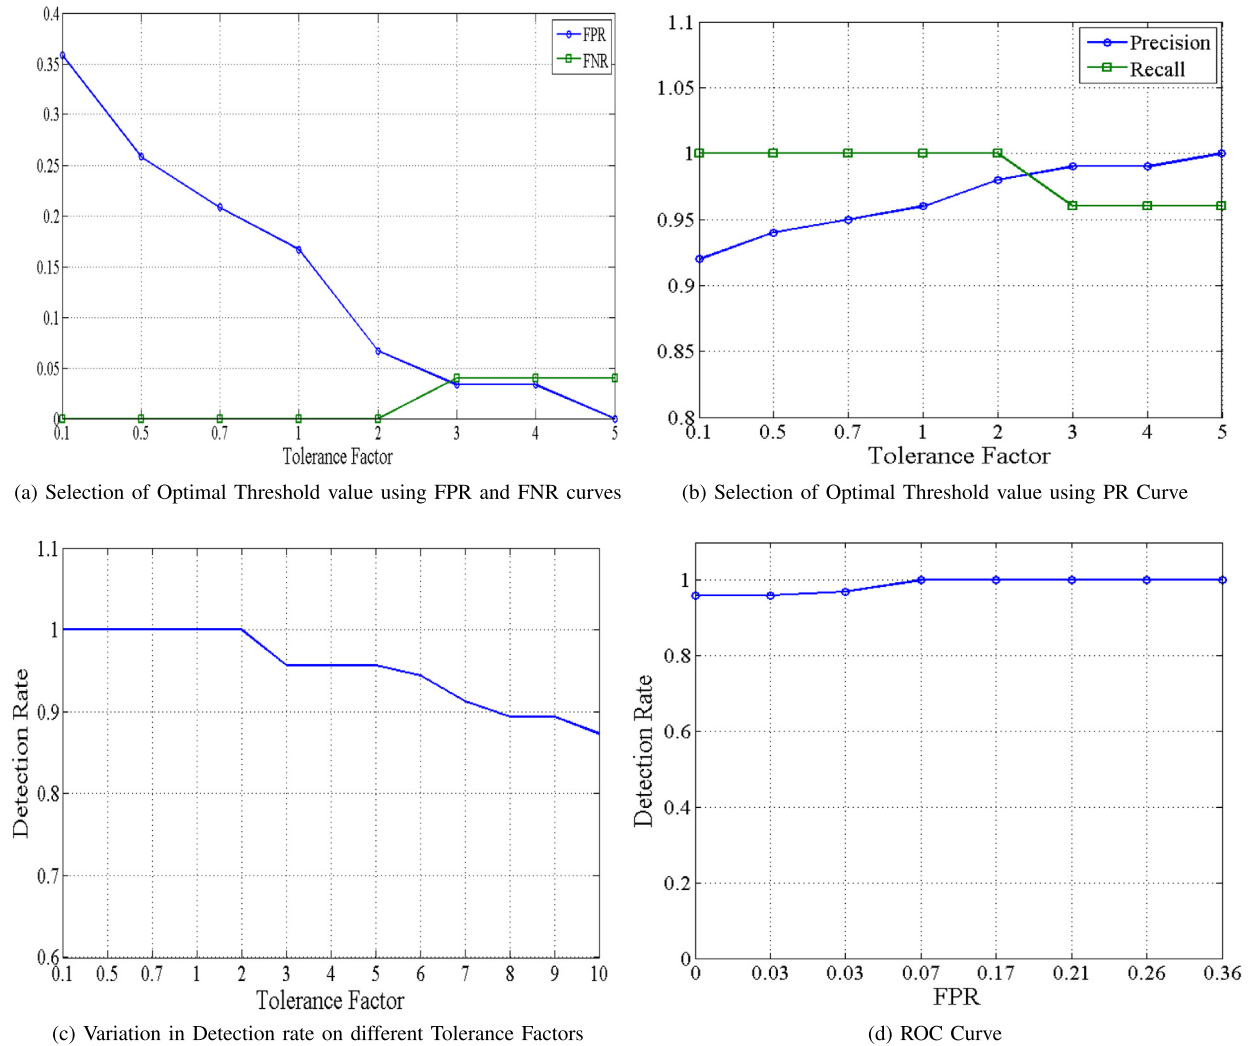 0.4
0.35
0.3
0.25
0.2
0.15
0.1
0.05
0
0.1 0.5 0.7 1 2 3 4 5
Tolerance Factor
FPR
FNR
(a) Selection of Optimal Threshold value using FPR and FNR curves
1.1
1.05
1
0.95
0.9
0.85
0.8
0.1 0.5 0.7 1 2 3 4 5
Tolerance Factor
Precision
Recall
(b) Selection of Optimal Threshold value using PR Curve
1.1
1
0.9
0.8
0.7
0.6
Detection Rate
0.1 0.5 0.7 1 2 3 4 5 6 7 8 9 10
Tolerance Factor
(c) Variation in Detection rate on different Tolerance Factors
1
0.8
0.6
0.4
0.2
0
Detection Rate
0 0.03 0.03 0.07 0.17 0.21 0.26 0.36
FPR
(d) ROC Curve